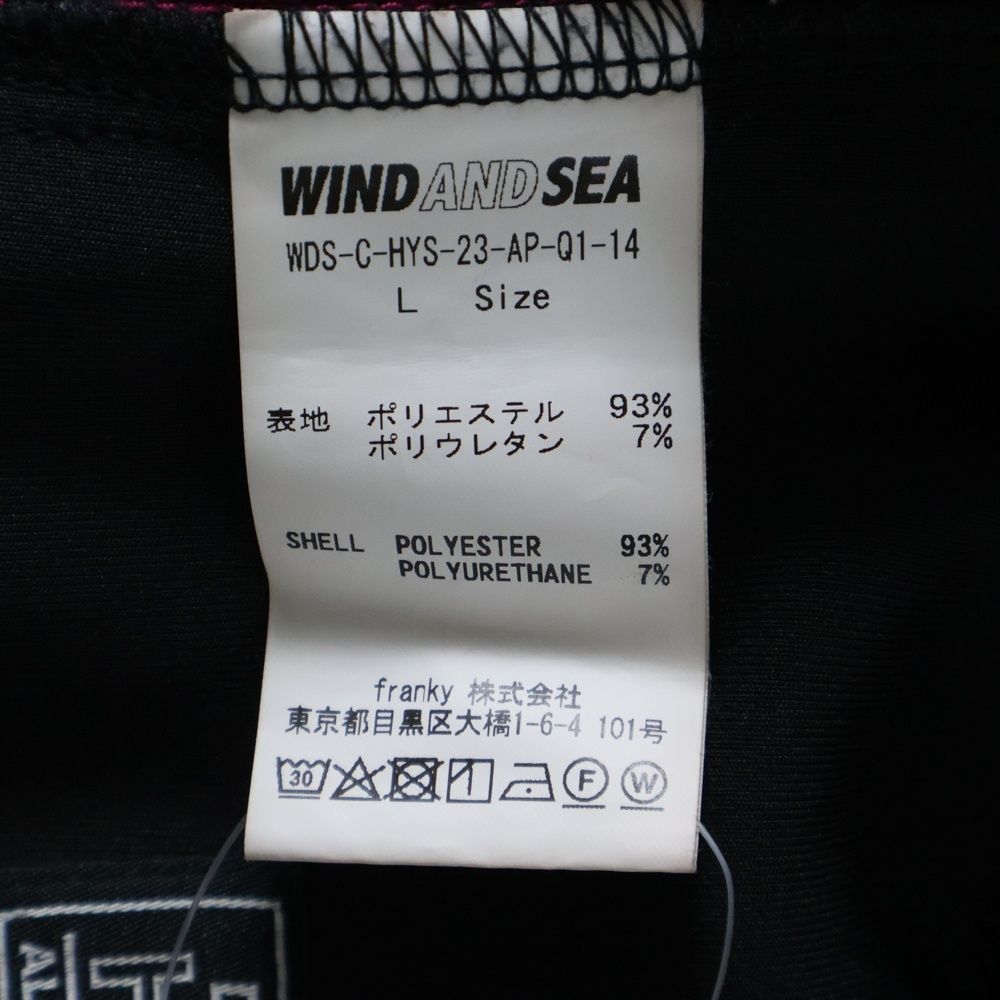 WINDANDSEA
WDS-C-HYS-23-AP-Q1-14
L Size
表地 ポリエステル 93%
ポリウレタン 7%
SHELL POLYESTER 93%
POLYURETHANE 7%
franky 株式会社
東京都目黒区大橋1-6-4 101号
30
F
W